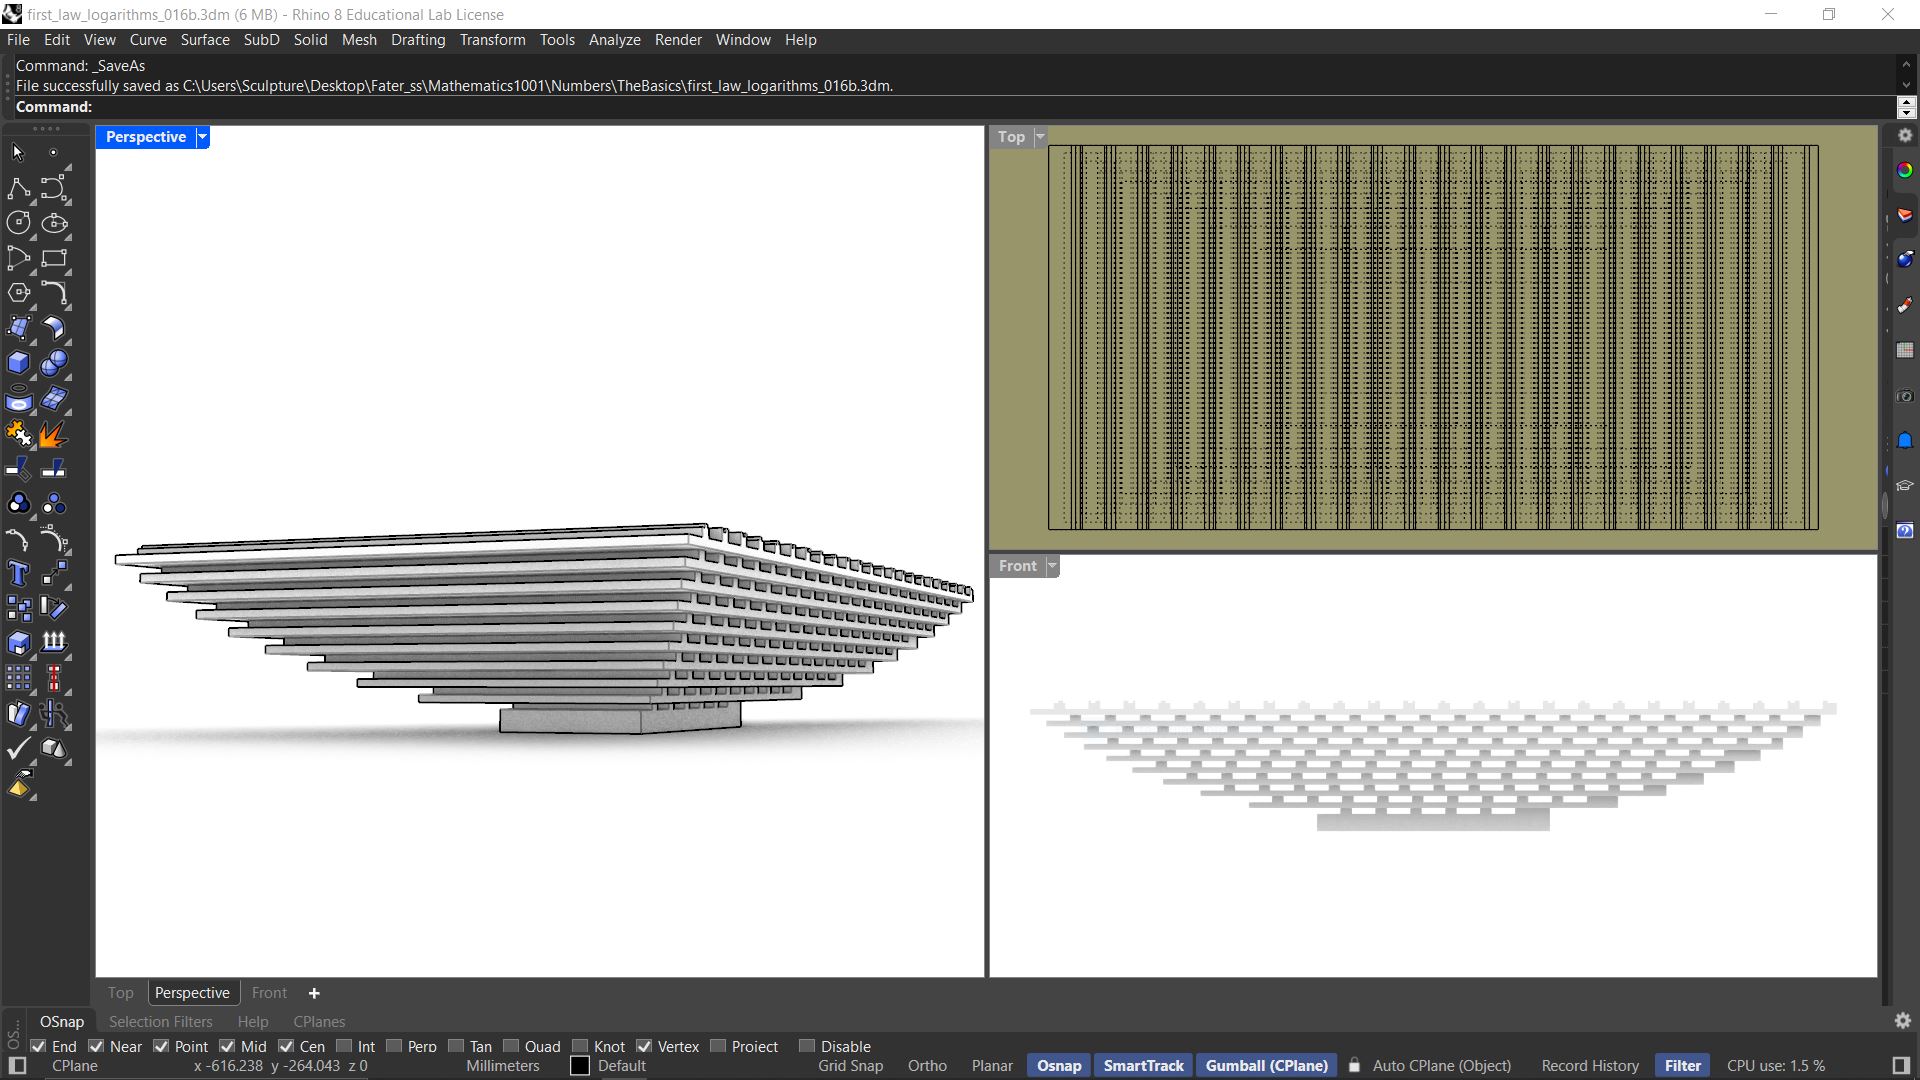 first_law_logarithms_016b.3dm (6 MB) - Rhino 8 Educational Lab License
File Edit View Curve Surface SubD Solid Mesh Drafting Transform Tools Analyze Render Window Help
Command: _SaveAs
File successfully saved as C:\Users\Sculpture\Desktop\Fater_ss\Mathematics1001\Numbers\TheBasics\first_law_logarithms_016b.3dm.
Command:
Perspective
Top
Front
Top Perspective Front +
OSnap Selection Filters Help CPlanes
OS...
End Near Point Mid Cen Int Perp Tan Quad Knot Vertex Project Disable
CPlane x -616.238 y -264.043 z 0 Millimeters Default Grid Snap Ortho Planar Osnap SmartTrack Gumball (CPlane) Auto CPlane (Object) Record History Filter CPU use: 1.5 %